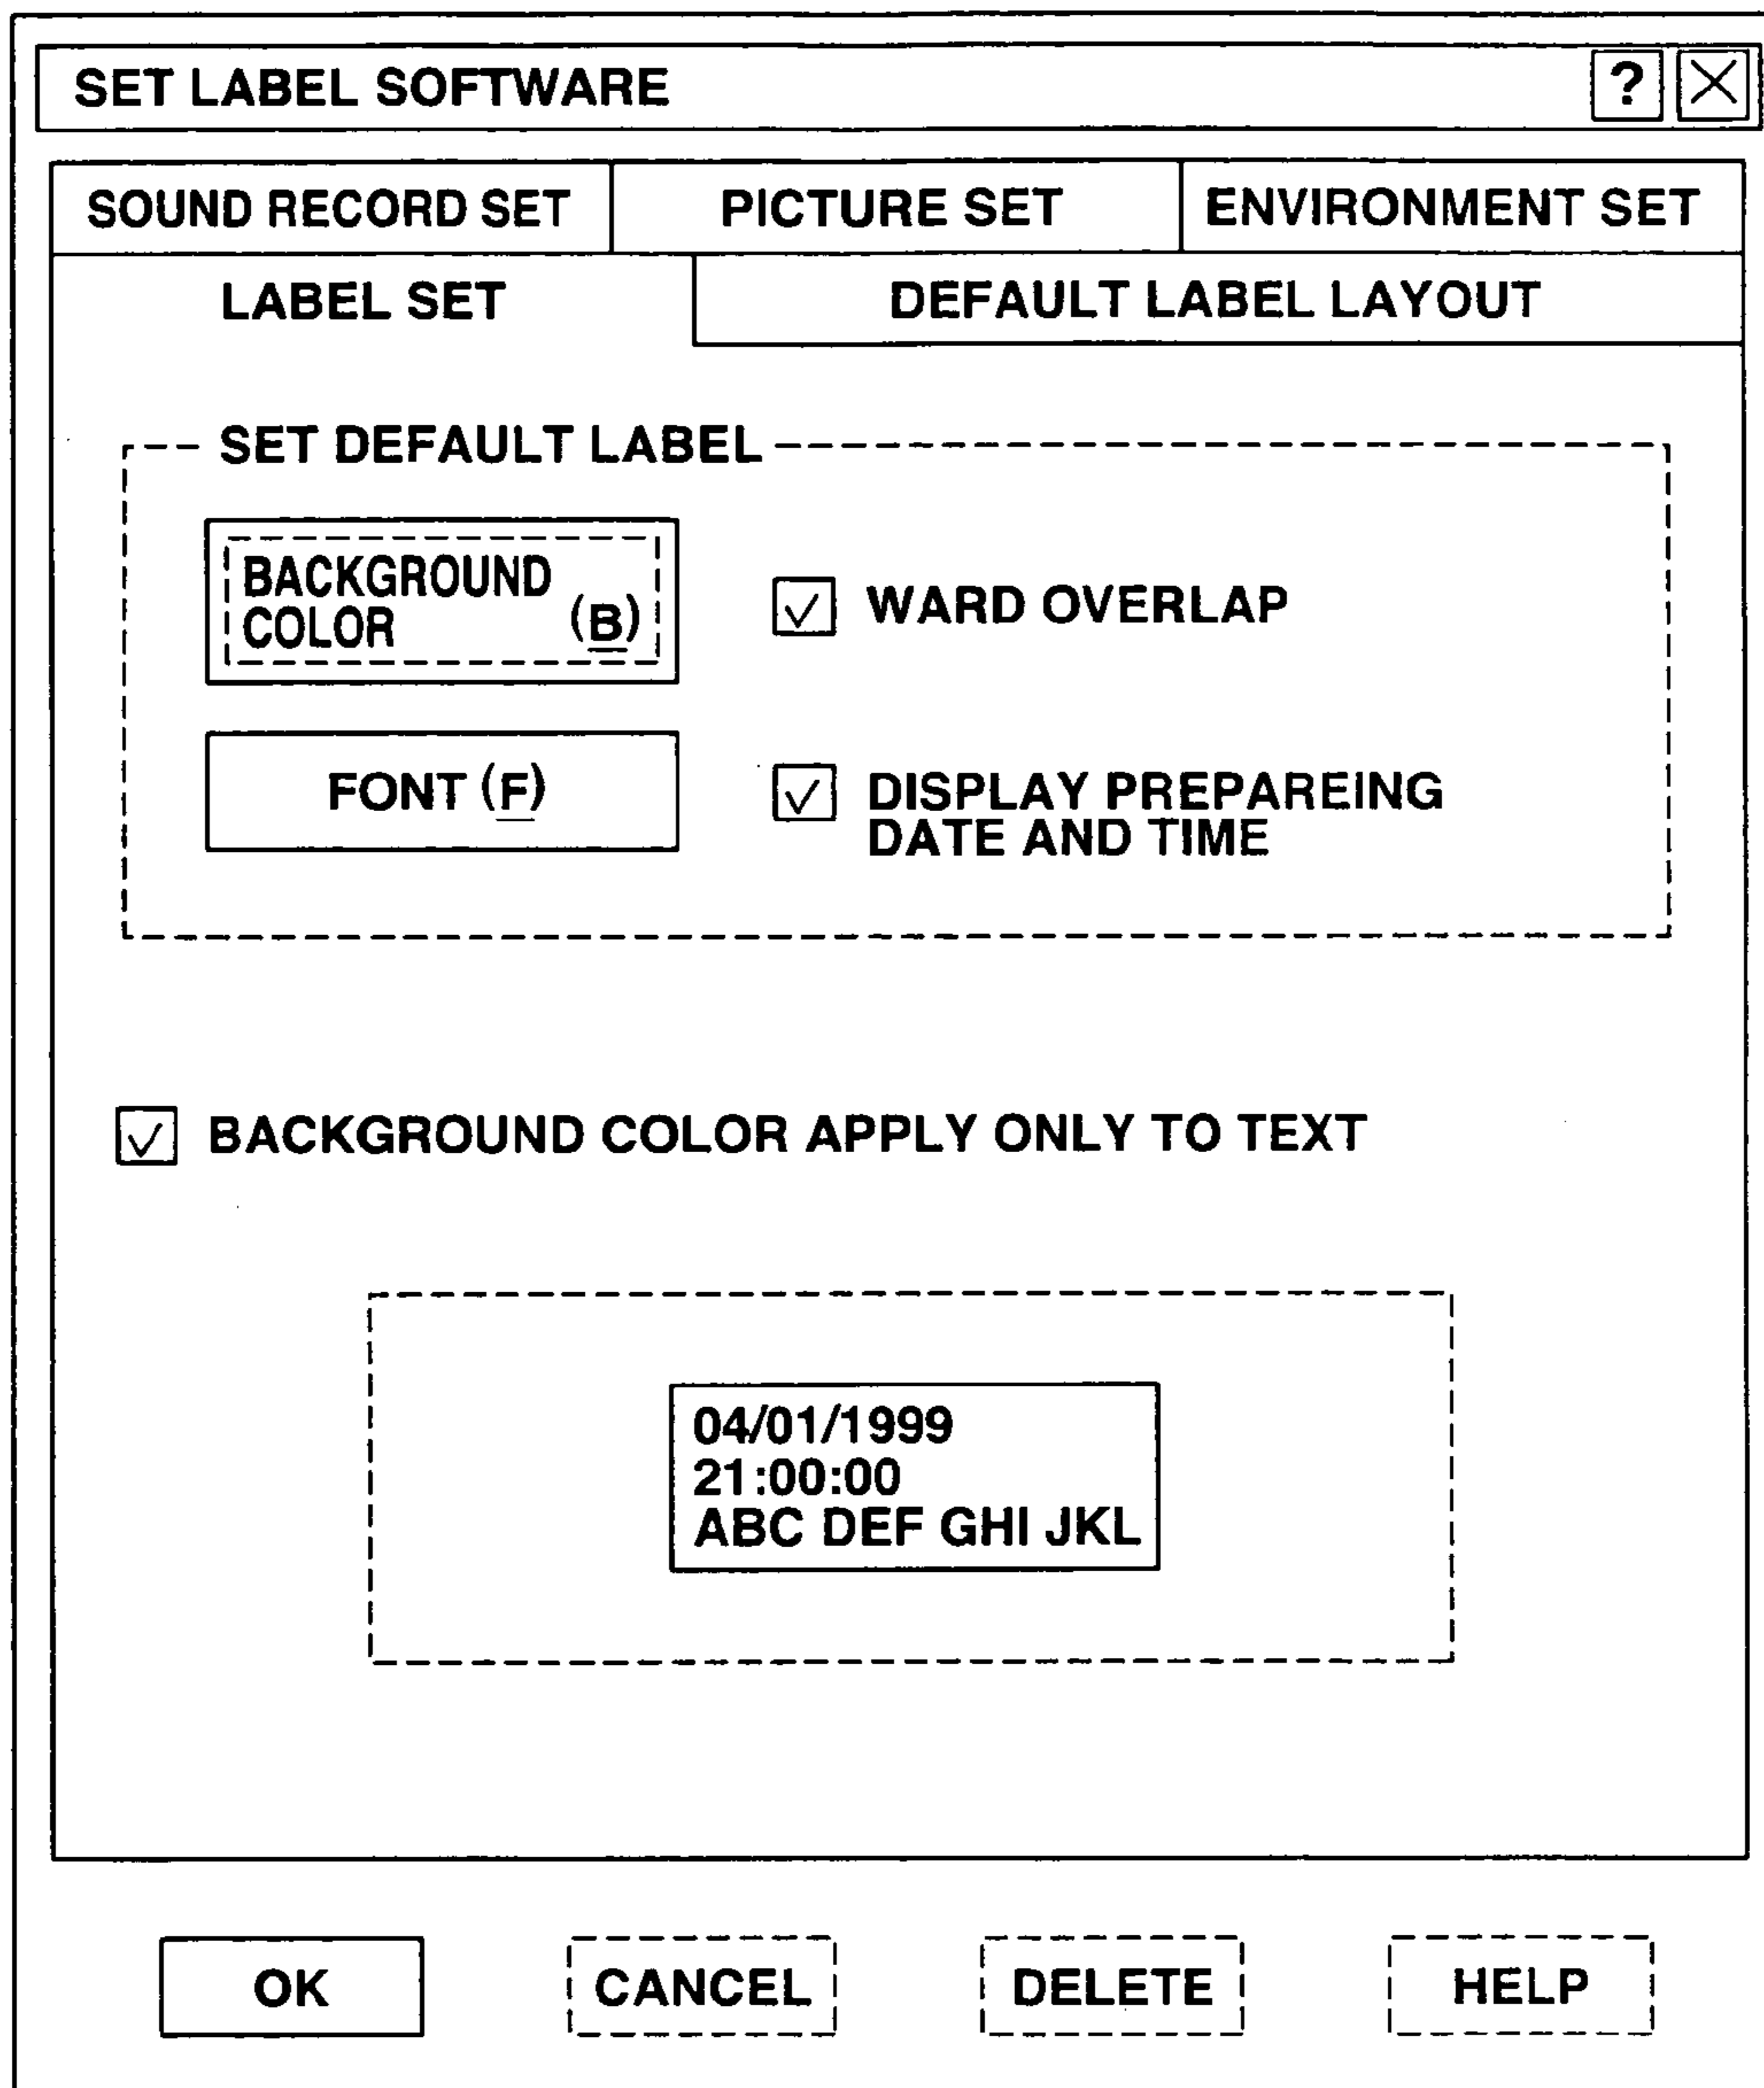 SET LABEL SOFTWARE ?
SOUND RECORD SET PICTURE SET ENVIRONMENT SET
LABEL SET DEFAULT LABEL LAYOUT
SET DEFAULT LABEL
BACKGROUND
COLOR (B)
WARD OVERLAP
FONT (F)
DISPLAY PREPAREING
DATE AND TIME
BACKGROUND COLOR APPLY ONLY TO TEXT
04/01/1999
21:00:00
ABC DEF GHI JKL
OK CANCEL DELETE HELP